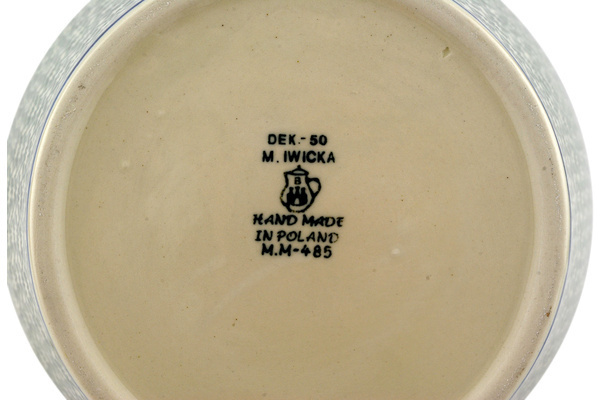 DEK.-50
M. IWICKA
B
HAND MADE
IN POLAND
M.M-485